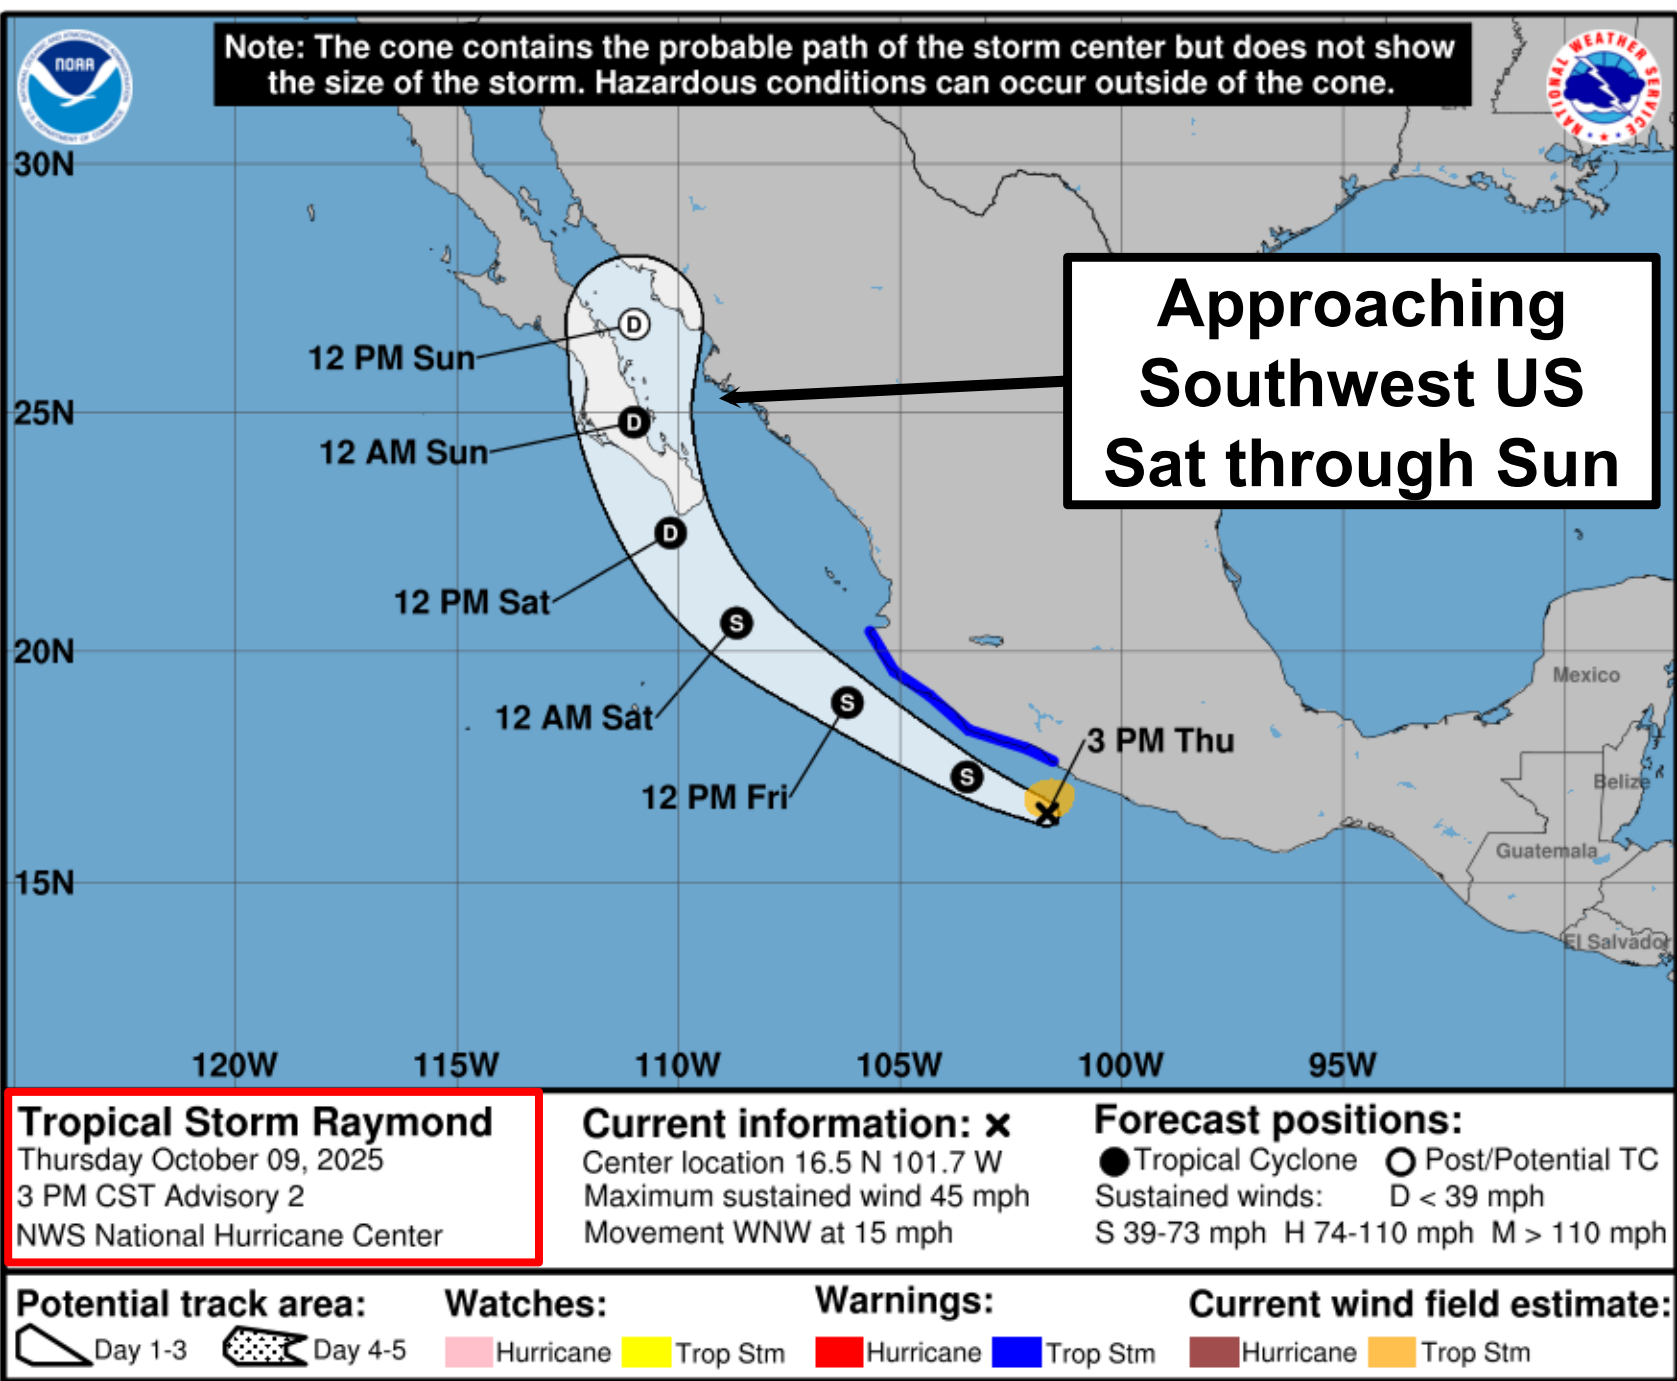 Note: The cone contains the probable path of the storm center but does not show
the size of the storm. Hazardous conditions can occur outside of the cone.
NOAA
NATIONAL WEATHER SERVICE
30N
25N
20N
15N
120W
115W
110W
105W
100W
95W
Approaching
Southwest US
Sat through Sun
D
12 PM Sun
D
12 AM Sun
D
12 PM Sat
S
12 AM Sat
S
12 PM Fri
S
3 PM Thu
Mexico
Belize
Guatemala
El Salvador
Tropical Storm Raymond
Thursday October 09, 2025
3 PM CST Advisory 2
NWS National Hurricane Center
Current information: ×
Center location 16.5 N 101.7 W
Maximum sustained wind 45 mph
Movement WNW at 15 mph
Forecast positions:
Tropical Cyclone Post/Potential TC
Sustained winds: D < 39 mph
S 39-73 mph H 74-110 mph M > 110 mph
Potential track area:
Day 1-3 Day 4-5
Watches:
Hurricane Trop Stm
Warnings:
Hurricane Trop Stm
Current wind field estimate:
Hurricane Trop Stm